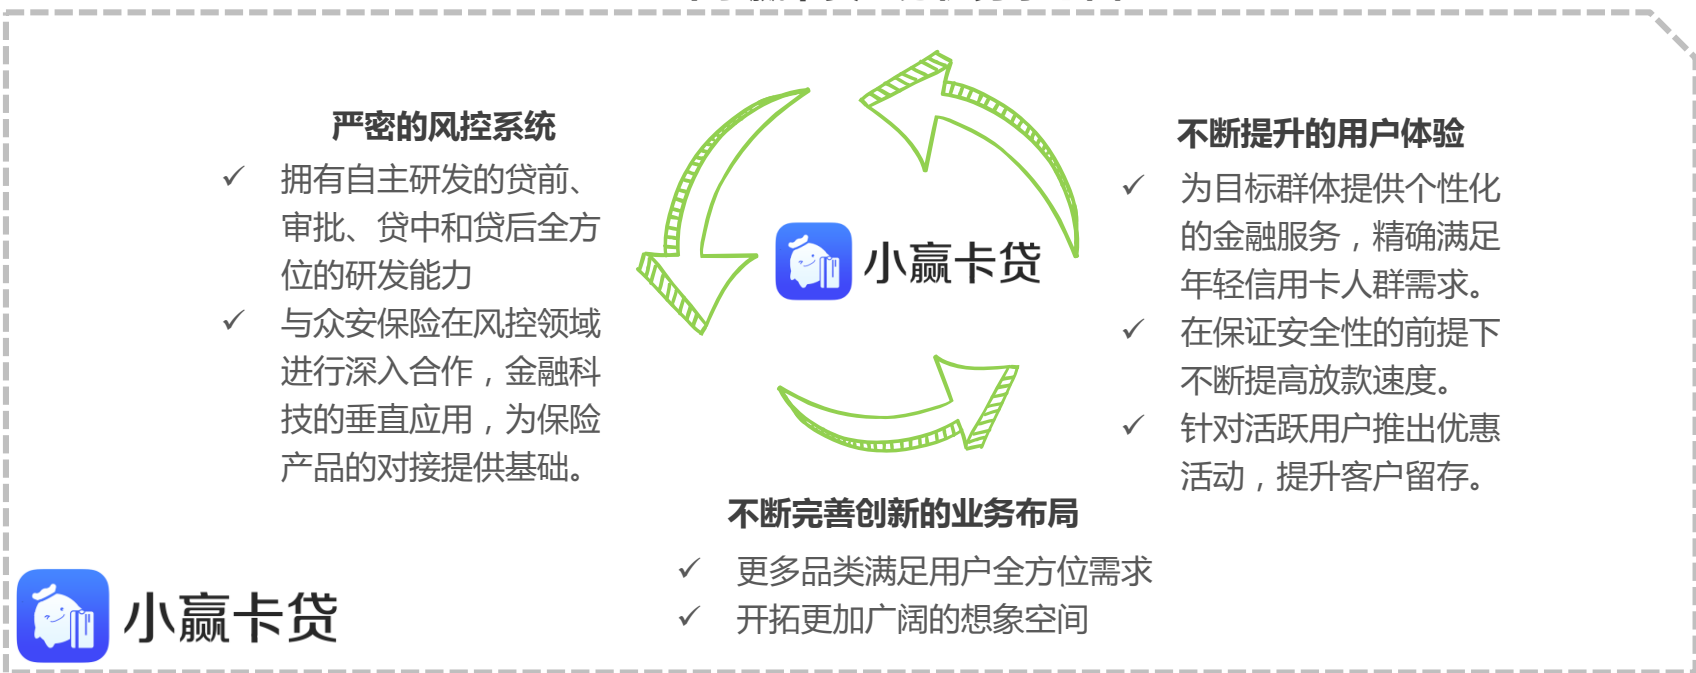 严密的风控系统
✓ 拥有自主研发的贷前、
审批、贷中和贷后全方
位的研发能力
✓ 与众安保险在风控领域
进行深入合作，金融科
技的垂直应用，为保险
产品的对接提供基础。
小赢卡贷
不断提升的用户体验
✓ 为目标群体提供个性化
的金融服务，精确满足
年轻信用卡人群需求。
✓ 在保证安全性的前提下
不断提高放款速度。
✓ 针对活跃用户推出优惠
活动，提升客户留存。
不断完善创新的业务布局
✓ 更多品类满足用户全方位需求
✓ 开拓更加广阔的想象空间
小赢卡贷